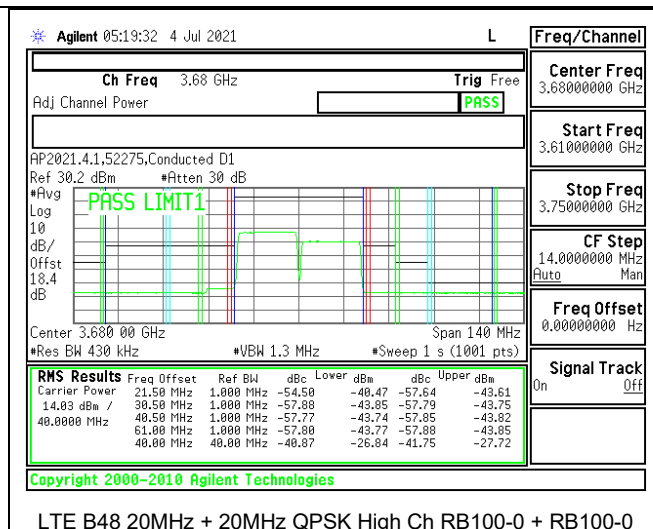 Agilent 05:19:32 4 Jul 2021 L Freq/Channel
Ch Freq 3.68 GHz Trig Free
Adj Channel Power PASS
Center Freq
3.68000000 GHz
Start Freq
3.61000000 GHz
Stop Freq
3.75000000 GHz
CF Step
14.0000000 MHz
Auto Man
Freq Offset
0.00000000 Hz
Signal Track
On Off
AP2021.4.1,52275,Conducted D1
Ref 30.2 dBm #Atten 30 dB
#Avg
Log
10
dB/
Offst
18.4
dB
PASS LIMIT1
Center 3.680 00 GHz Span 140 MHz
#Res BW 430 kHz #VBW 1.3 MHz #Sweep 1 s (1001 pts)
RMS Results Freq Offset Ref BW dBc Lower dBm dBc Upper dBm
Carrier Power 21.50 MHz 1.000 MHz -54.50 -40.47 -57.64 -43.61
14.03 dBm / 30.50 MHz 1.000 MHz -57.88 -43.85 -57.79 -43.75
40.0000 MHz 41.50 MHz 1.000 MHz -57.77 -43.74 -57.85 -43.82
61.00 MHz 1.000 MHz -57.80 -43.77 -57.88 -43.85
40.00 MHz 40.00 MHz -40.87 -26.84 -41.75 -27.72
Copyright 2000-2010 Agilent Technologies
LTE B48 20MHz + 20MHz QPSK High Ch RB100-0 + RB100-0